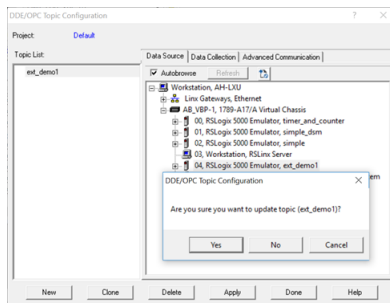 DDE/OPC Topic Configuration
? ×
Project: Default
Topic List:
ext_demo1
Data Source Data Collection Advanced Communication
Autobrowse Refresh
Workstation, AH-LXU
Linx Gateways, Ethernet
AB_VBP-1, 1789-A17/A Virtual Chassis
00, RSLogix 5000 Emulator, timer_and_counter
01, RSLogix 5000 Emulator, simple_dsm
02, RSLogix 5000 Emulator, simple
03, Workstation, RSLinx Server
04, RSLogix 5000 Emulator, ext_demo1
em
DDE/OPC Topic Configuration ×
Are you sure you want to update topic (ext_demo1)?
Yes No Cancel
New Clone Delete Apply Done Help